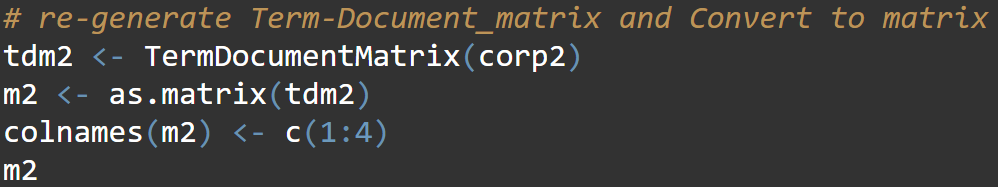 # re-generate Term-Document_matrix and Convert to matrix
tdm2 <- TermDocumentMatrix(corp2)
m2 <- as.matrix(tdm2)
colnames(m2) <- c(1:4)
m2